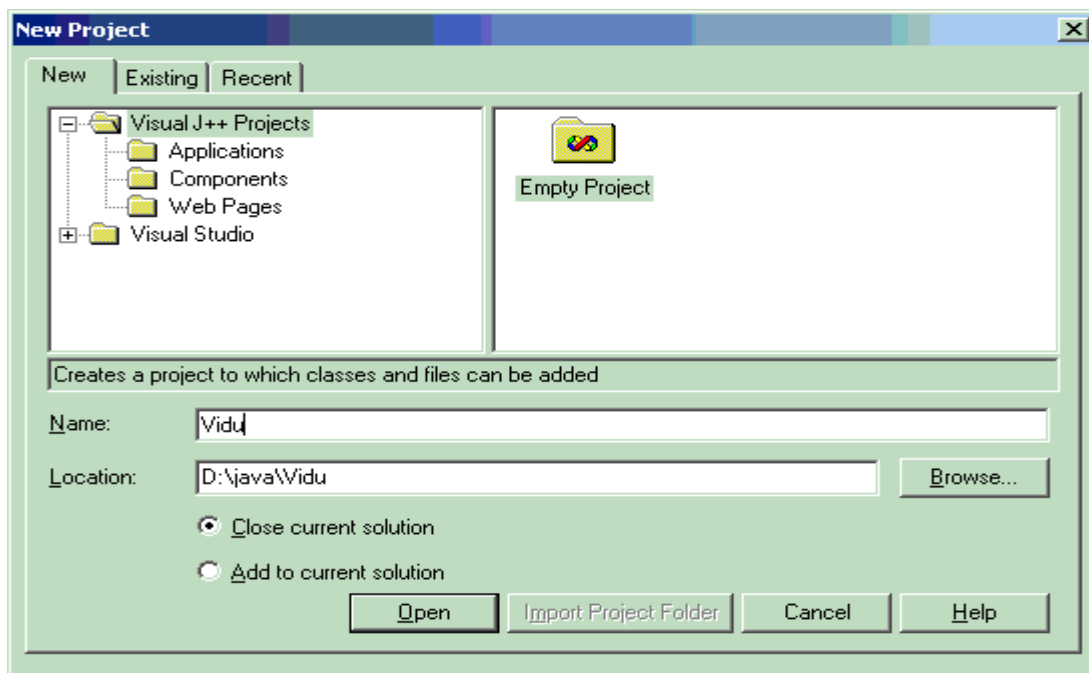 New Project
New Existing Recent
Visual J++ Projects
Applications
Components
Web Pages
Visual Studio
Empty Project
Creates a project to which classes and files can be added
Name: Vidu
Location: D:\java\Vidu Browse...
Close current solution
Add to current solution
Open Import Project Folder Cancel Help